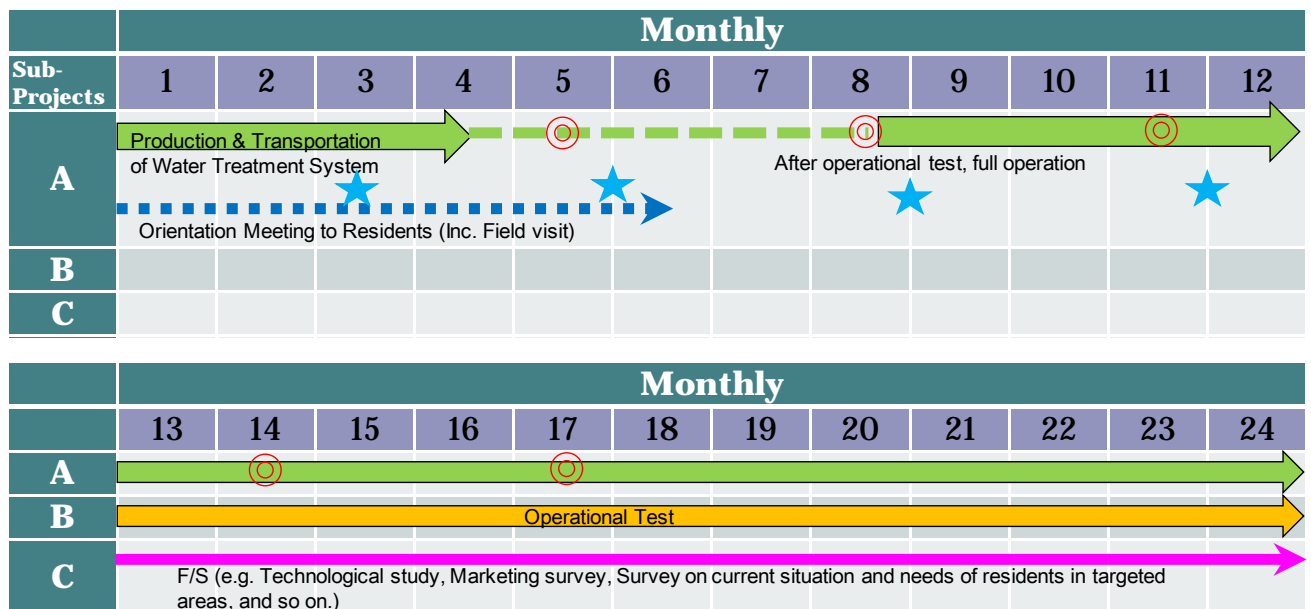 Monthly
Sub-
Projects
1 2 3 4 5 6 7 8 9 10 11 12
A
Production & Transportation
of Water Treatment System
After operational test, full operation
Orientation Meeting to Residents (Inc. Field visit)
B
C
Monthly
13 14 15 16 17 18 19 20 21 22 23 24
A
B
Operational Test
C
F/S (e.g. Technological study, Marketing survey, Survey on current situation and needs of residents in targeted
areas, and so on.)